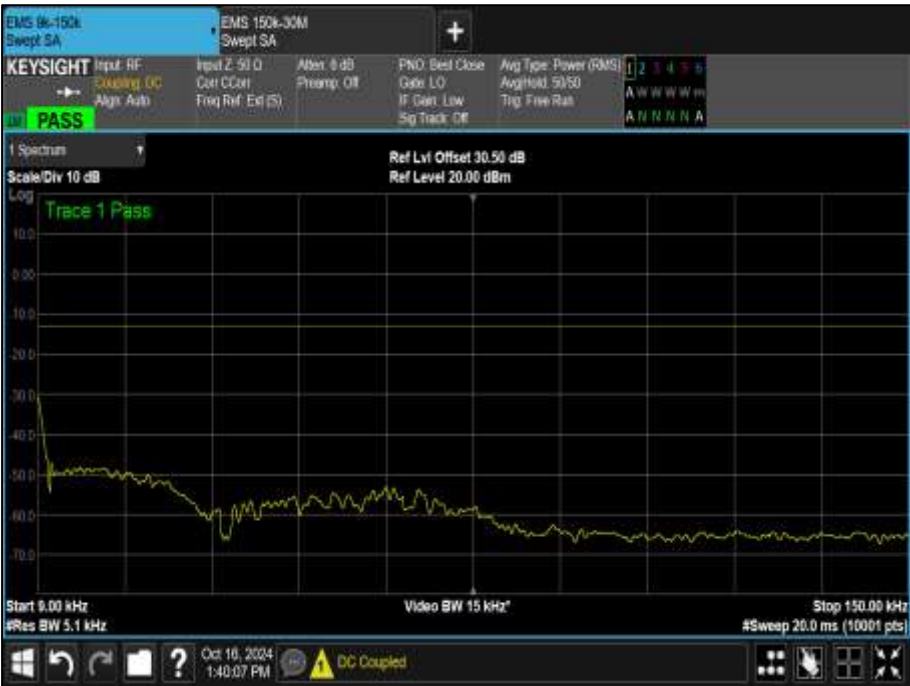 EMS 9k-150k
Swept SA
EMS 150k-30M
Swept SA
+
KEYSIGHT
Input: RF
Coupling: DC
Align: Auto
Input Z: 50 Ω
Corr CCorr
Freq Ref: Ext (S)
Atten: 6 dB
Preamp: Off
PNO: Best Close
Gate: LO
IF Gain: Low
Sig Track: Off
Avg Type: Power (RMS)
Avg|Hold: 50/50
Trig: Free Run
1 2 3 4 5 6
A W W W W
A N N N N A
PASS
1 Spectrum
Scale/Div 10 dB
Ref Lvl Offset 30.50 dB
Ref Level 20.00 dBm
Log
Trace 1 Pass
10.0
0.00
-10.0
-20.0
-30.0
-40.0
-50.0
-60.0
-70.0
Start 9.00 kHz
#Res BW 5.1 kHz
Video BW 15 kHz*
Stop 150.00 kHz
#Sweep 20.0 ms (10001 pts)
?
Oct 16, 2024
1:40:07 PM
DC Coupled